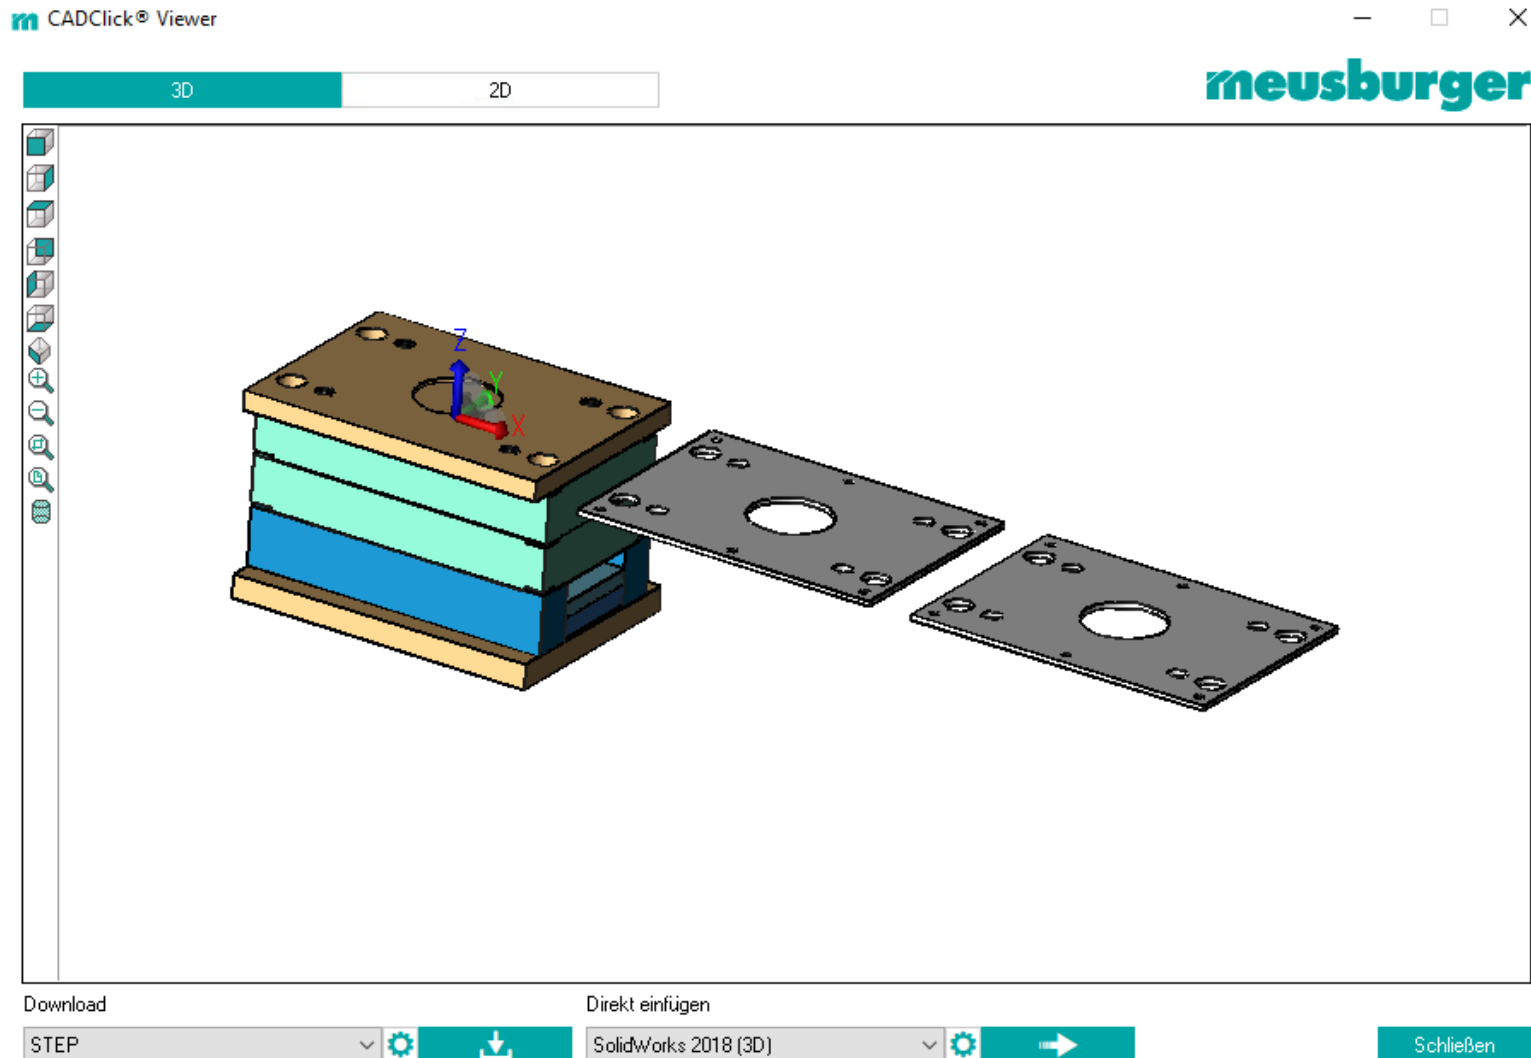 m CADClick® Viewer
3D 2D
meusburger
Z
Y
X
Download Direkt einfügen
STEP SolidWorks 2018 (3D) Schließen